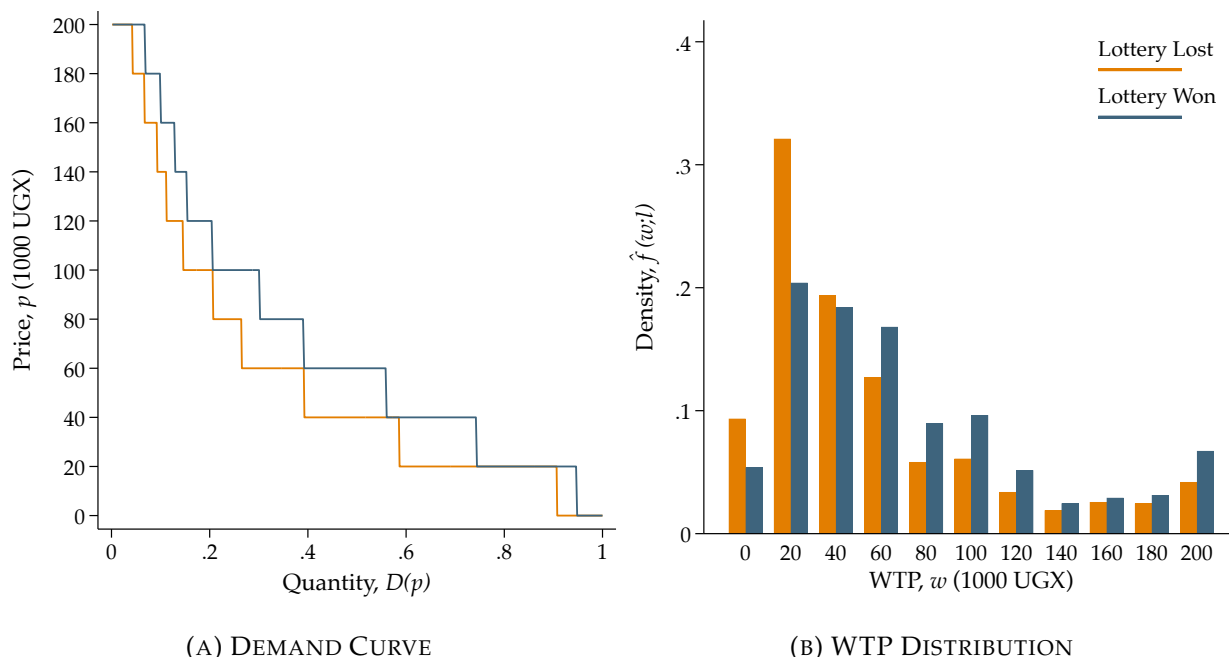 Price, p (1000 UGX)
200
180
160
140
120
100
80
60
40
20
0
0 .2 .4 .6 .8 1
Quantity, D(p)
(A) DEMAND CURVE
Density, f̂ (w;l)
.4
.3
.2
.1
0
Lottery Lost
Lottery Won
0 20 40 60 80 100 120 140 160 180 200
WTP, w (1000 UGX)
(B) WTP DISTRIBUTION